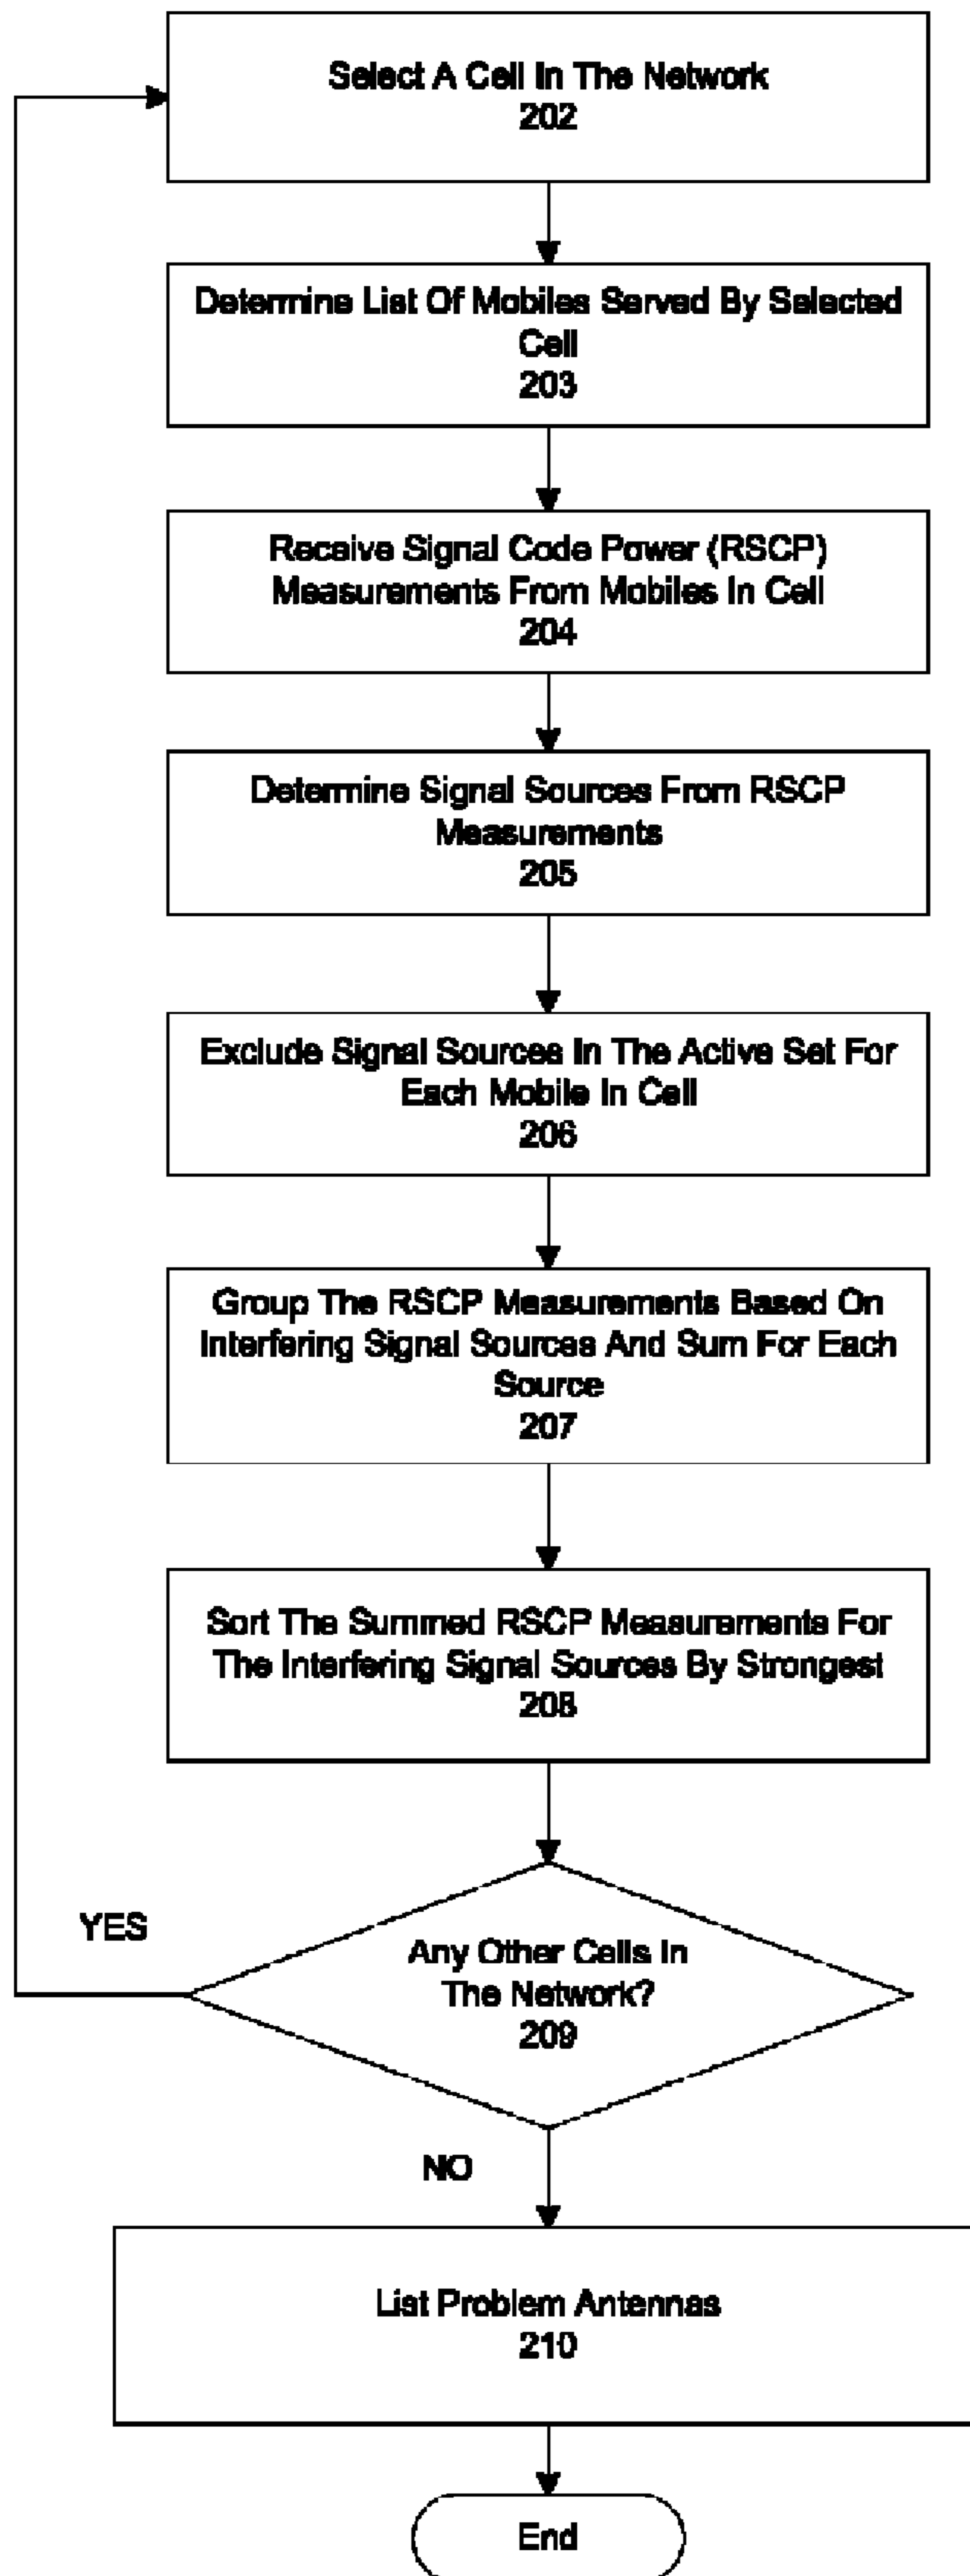 Select A Cell In The Network
202
Determine List Of Mobiles Served By Selected
Cell
203
Receive Signal Code Power (RSCP)
Measurements From Mobiles In Cell
204
Determine Signal Sources From RSCP
Measurements
205
Exclude Signal Sources In The Active Set For
Each Mobile In Cell
206
Group The RSCP Measurements Based On
Interfering Signal Sources And Sum For Each
Source
207
Sort The Summed RSCP Measurements For
The Interfering Signal Sources By Strongest
208
YES
Any Other Cells In
The Network?
209
NO
List Problem Antennas
210
End